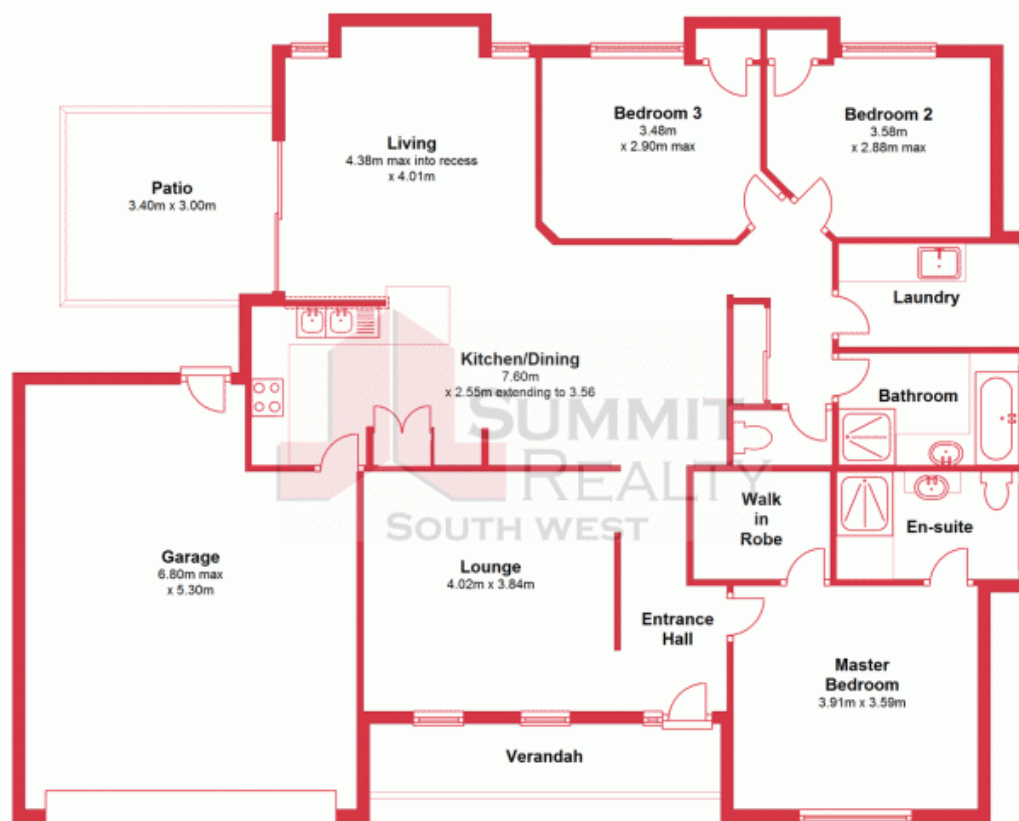 Living
4.38m max into recess
x 4.01m
Bedroom 3
3.48m
x 2.90m max
Bedroom 2
3.58m
x 2.88m max
Patio
3.40m x 3.00m
Laundry
Kitchen/Dining
7.60m
x 2.55m extending to 3.56
Bathroom
SUMMIT
REALTY
SOUTH WEST
Walk
in
Robe
En-suite
Garage
6.80m max
x 5.30m
Lounge
4.02m x 3.84m
Entrance
Hall
Master
Bedroom
3.91m x 3.59m
Verandah